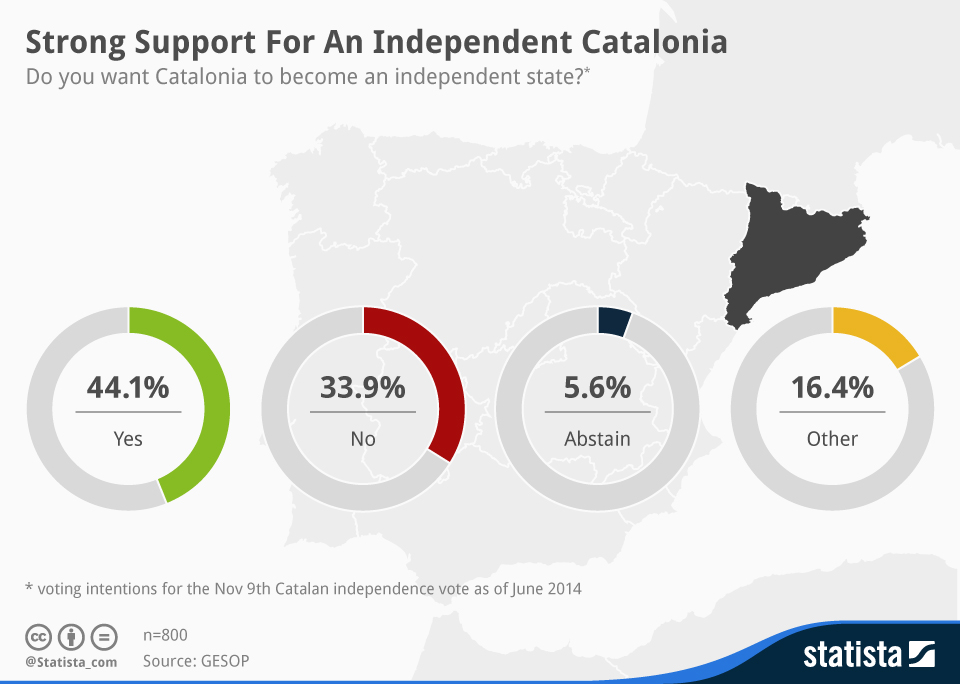 Strong Support For An Independent Catalonia
Do you want Catalonia to become an independent state?*
44.1%
Yes
33.9%
No
5.6%
Abstain
16.4%
Other
* voting intentions for the Nov 9th Catalan independence vote as of June 2014
cc
@Statista_com
n=800
Source: GESOP
statista